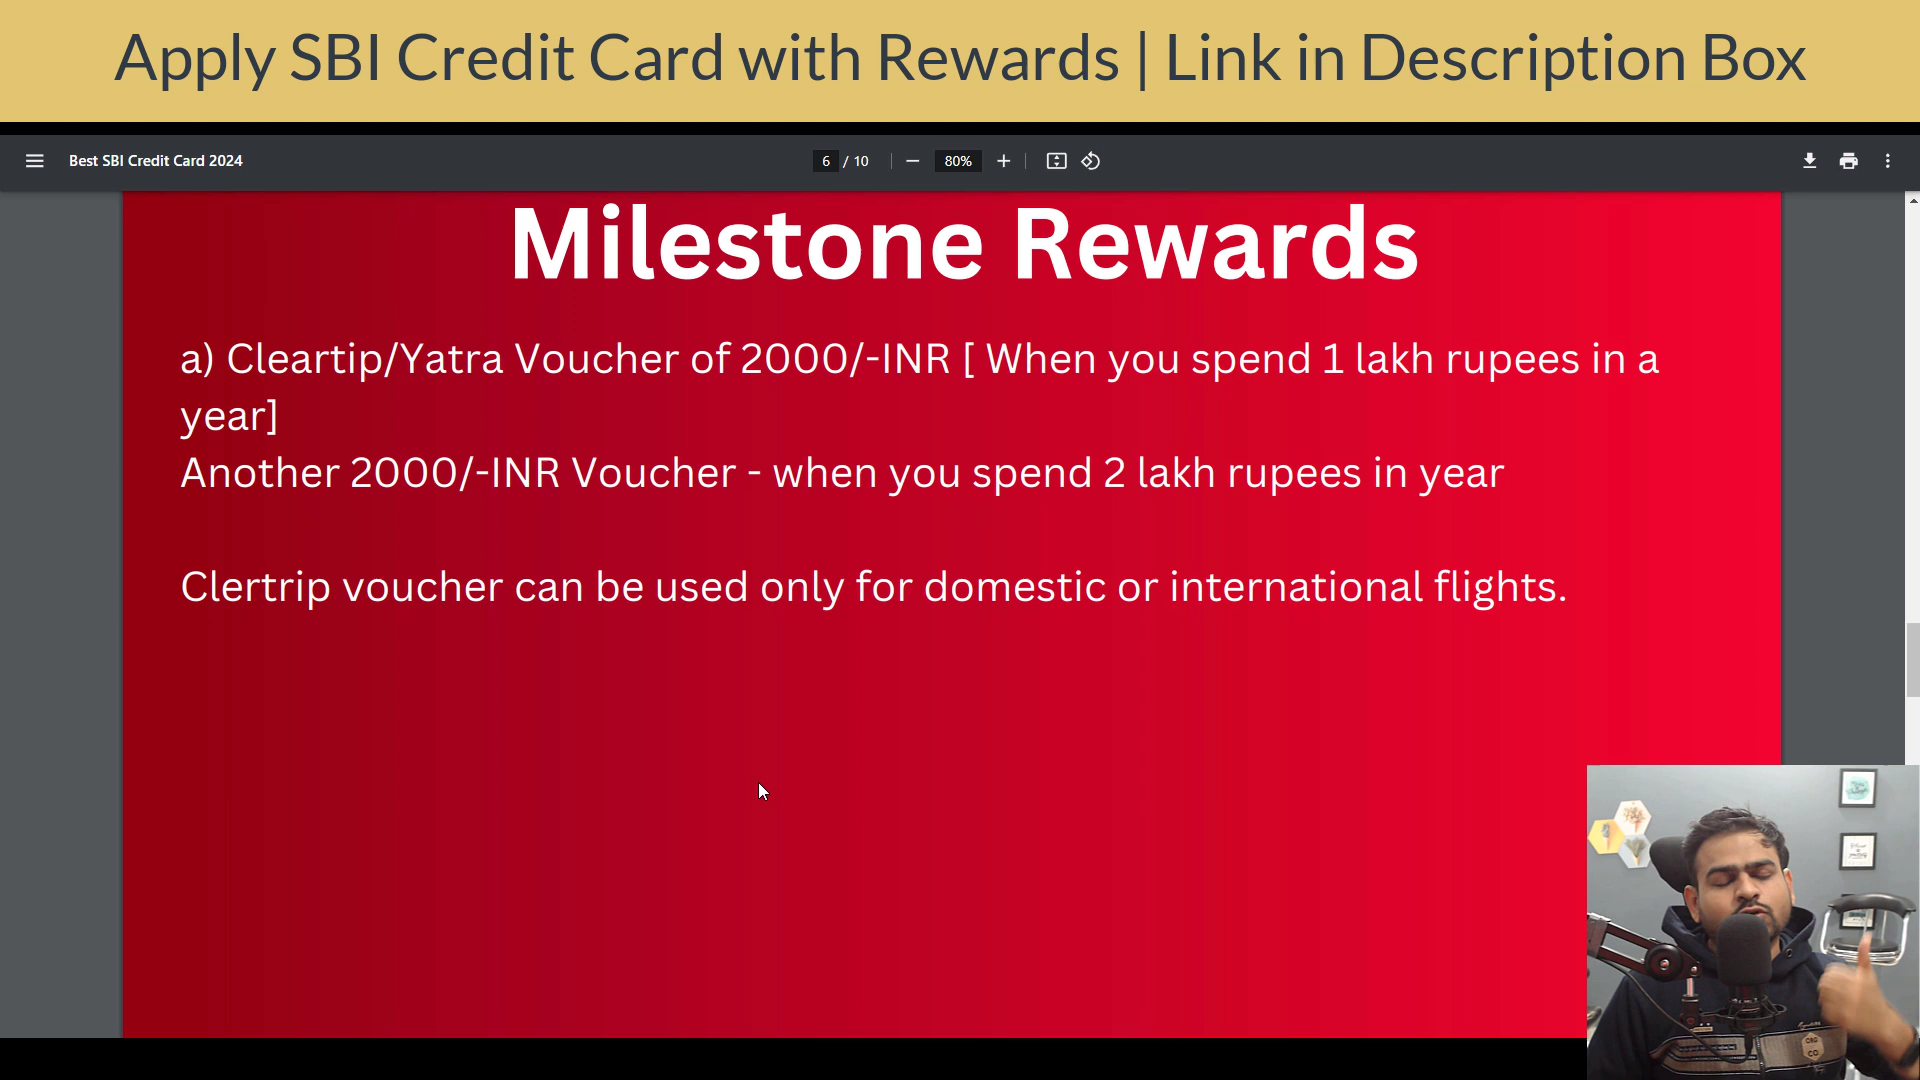 Apply SBI Credit Card with Rewards | Link in Description Box
Best SBI Credit Card 2024
6 / 10
80%
Milestone Rewards
a) Cleartip/Yatra Voucher of 2000/-INR [ When you spend 1 lakh rupees in a
year]
Another 2000/-INR Voucher - when you spend 2 lakh rupees in year
Clertrip voucher can be used only for domestic or international flights.